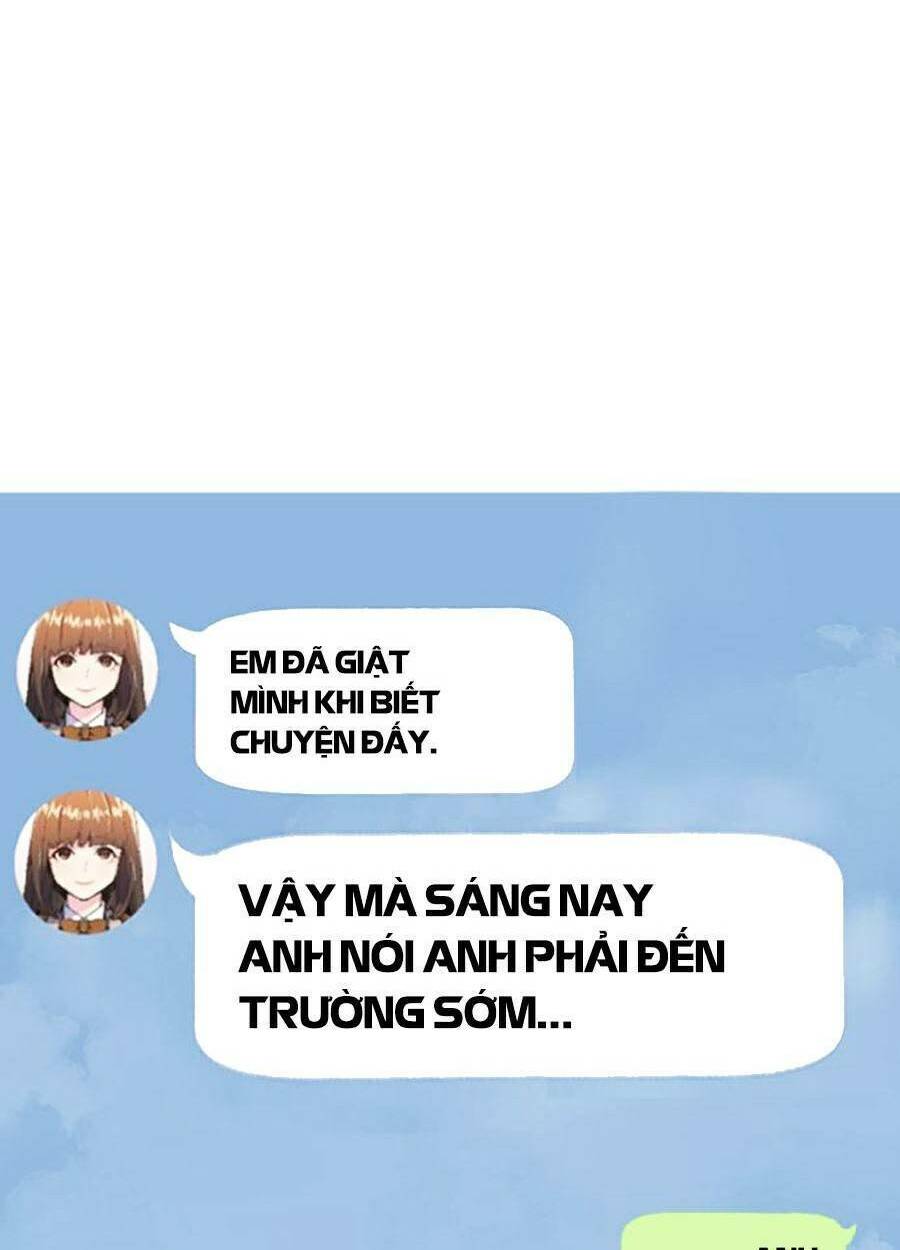 EM ĐÃ GIẬT
MÌNH KHI BIẾT
CHUYỆN ĐẤY.
VẬY MÀ SÁNG NAY
ANH NÓI ANH PHẢI ĐẾN
TRƯỜNG SỚM...